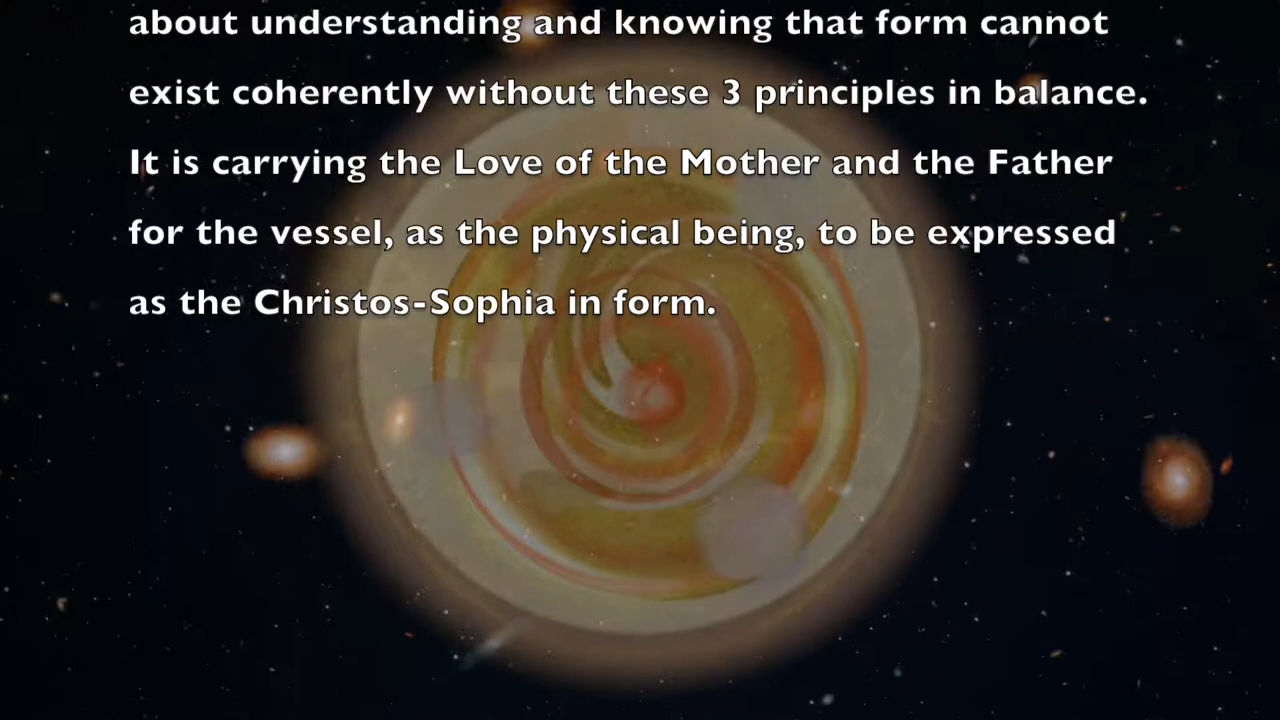 about understanding and knowing that form cannot
exist coherently without these 3 principles in balance.
It is carrying the Love of the Mother and the Father
for the vessel, as the physical being, to be expressed
as the Christos-Sophia in form.